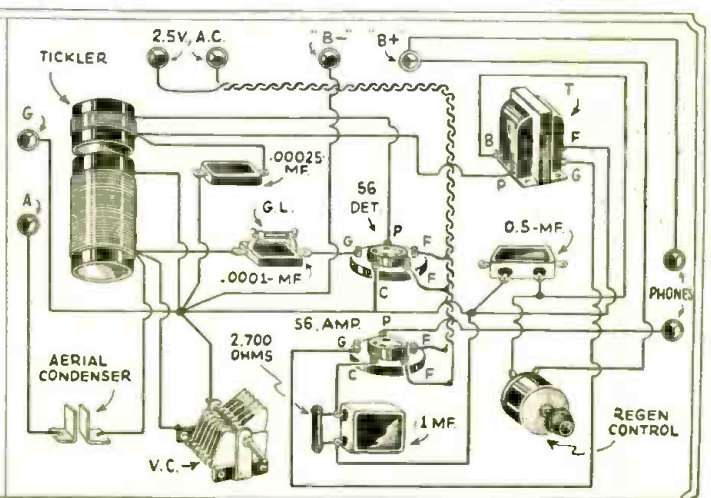 2.5V, A.C.
"B-"
"B+"
TICKLER
T
G
A
.00025-
MF.
G.L.
.0001-MF.
56
DET.
P
G
F
F
C
B
F
P
G
0.5-MF.
PHONES
56, AMP.
P
G
F
C
F
2,700
OHMS
AERIAL
CONDENSER
V.C.
1 MF.
REGEN
CONTROL